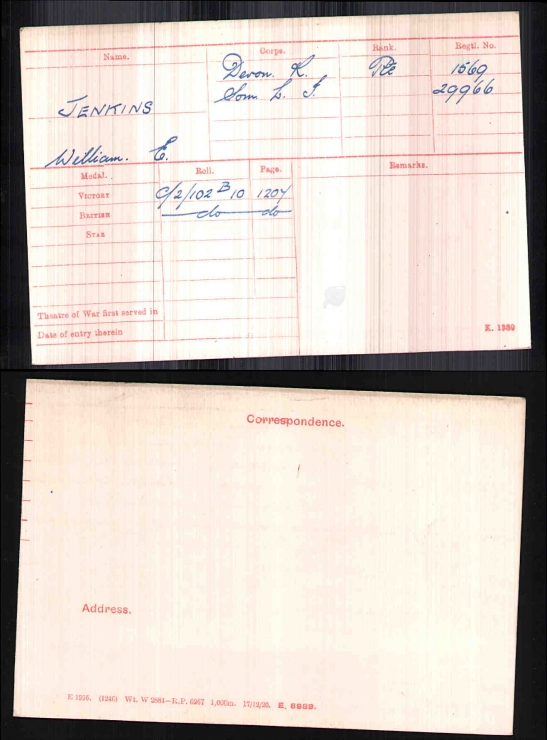 Name. Corps. Rank. Regtl. No.
Devon. R. Pte 1569
Som L. I. 29966
JENKINS
William. E.
Medal. Roll. Page. Remarks.
VICTORY C/2/102 B 10 1204
BRITISH do do
STAR
Theatre of War first served in
Date of entry therein
K. 1380
Correspondence.
Address.
E 1976. (1246) Wt. W 2881—R.P. 6267 1,000m. 17/12/20. E. 8989.